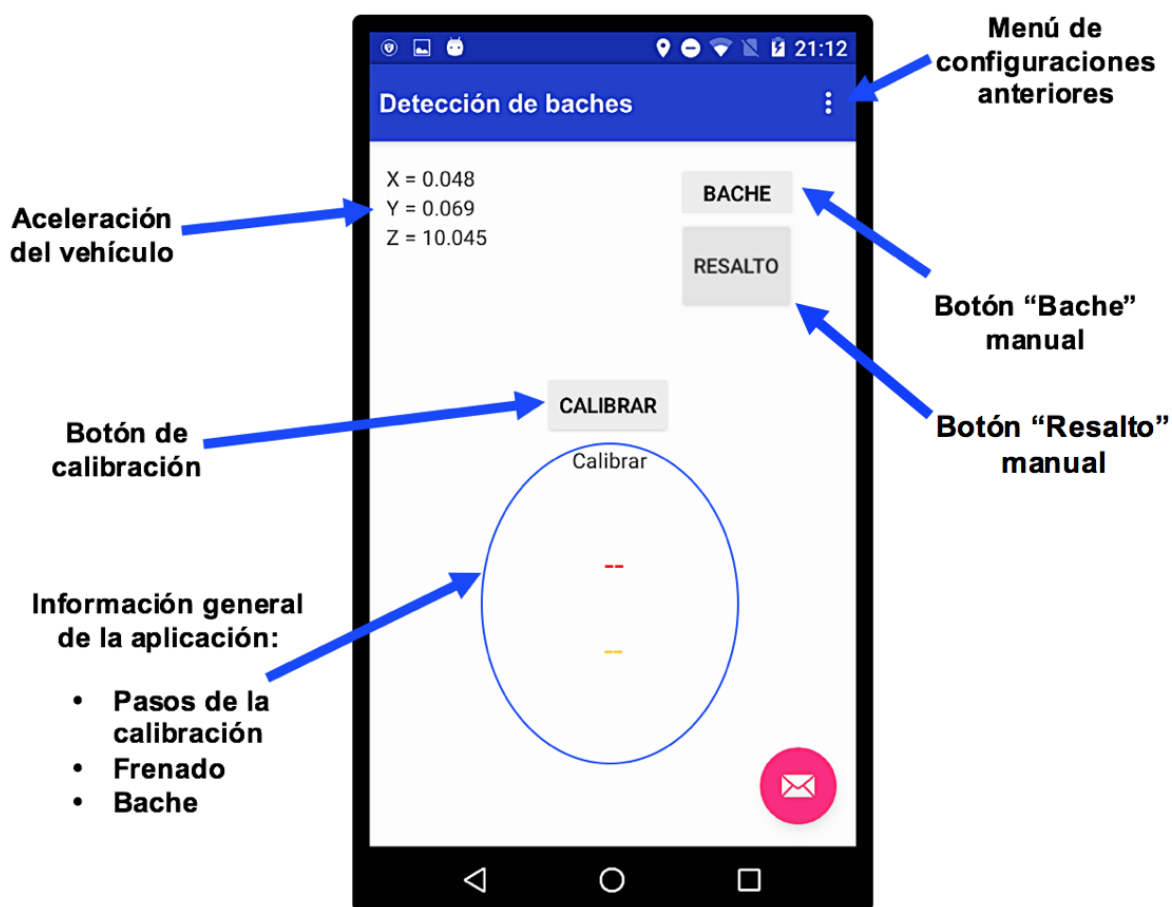 21:12
Detección de baches
Menú de
configuraciones
anteriores
X = 0.048
Y = 0.069
Z = 10.045
BACHE
RESALTO
Aceleración
del vehículo
Botón “Bache”
manual
CALIBRAR
Botón “Resalto”
manual
Botón de
calibración
Calibrar
--
--
Información general
de la aplicación:
• Pasos de la
calibración
• Frenado
• Bache